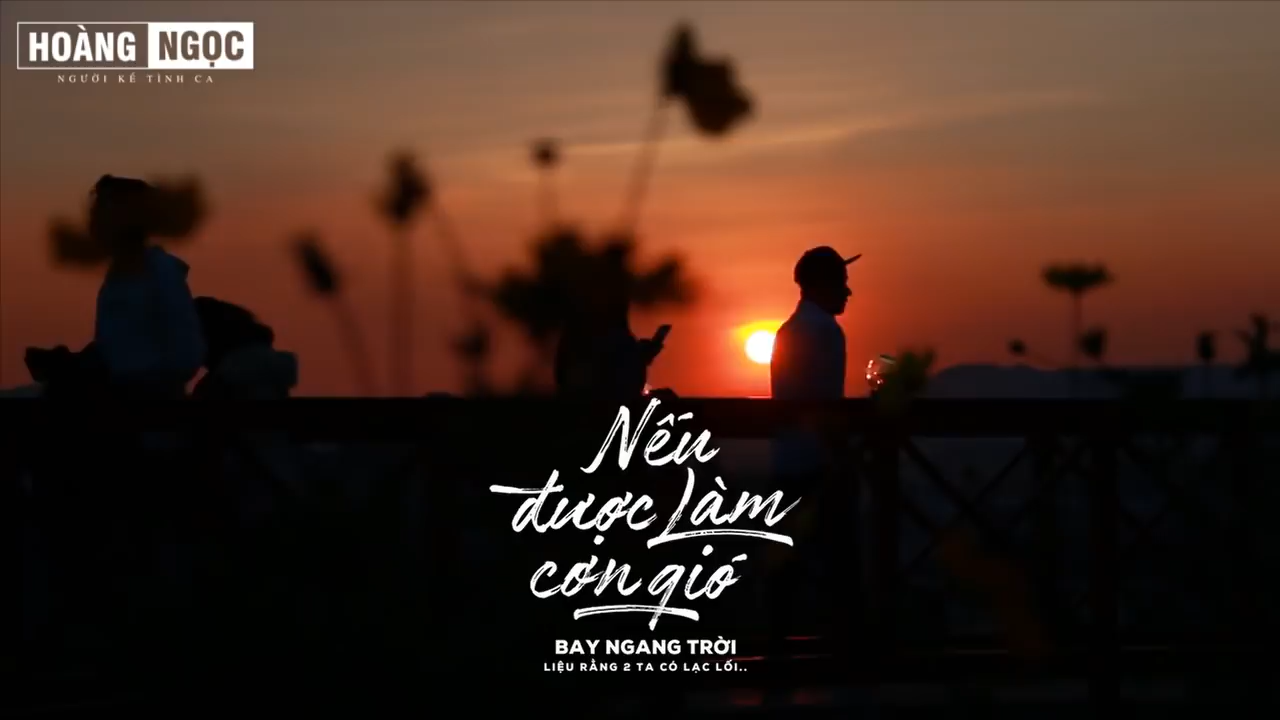 HOÀNG NGỌC
NGƯỜI KỂ TÌNH CA
Nếu
được Làm
cơn gió
BAY NGANG TRỜI
LIỆU RẰNG 2 TA CÓ LẠC LỐI..